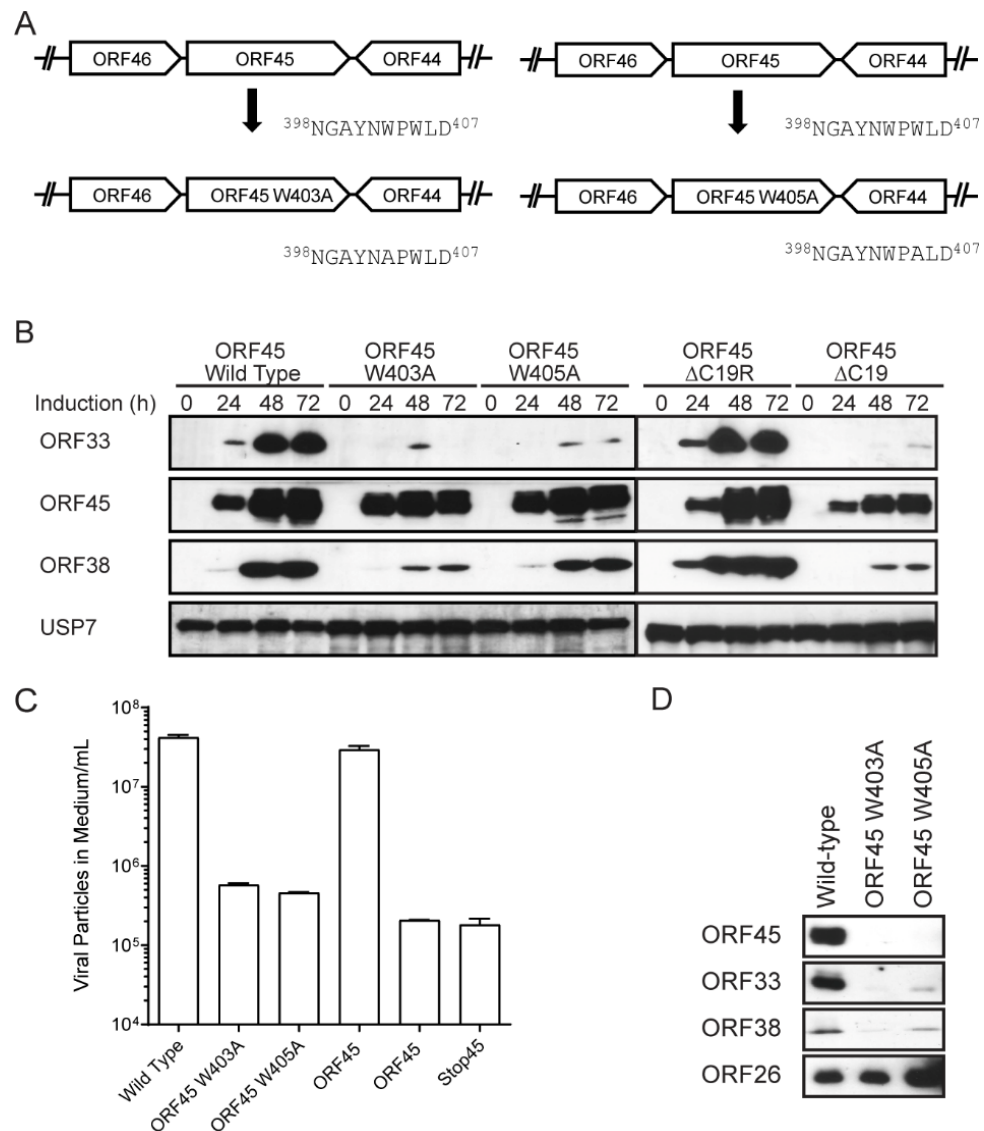 A
ORF46 ORF45 ORF44
ORF46 ORF45 ORF44
398NGAYNWPWLD407
398NGAYNWPWLD407
ORF46 ORF45 W403A ORF44
ORF46 ORF45 W405A ORF44
398NGAYNAPWLD407
398NGAYNWPALD407
B
ORF45 Wild Type
ORF45 W403A
ORF45 W405A
ORF45 ΔC19R
ORF45 ΔC19
Induction (h) 0 24 48 72 0 24 48 72 0 24 48 72 0 24 48 72 0 24 48 72
ORF33
ORF45
ORF38
USP7
C
Viral Particles in Medium/mL
10^8
10^7
10^6
10^5
10^4
Wild Type
ORF45 W403A
ORF45 W405A
ORF45
ORF45
Stop45
D
Wild-type
ORF45 W403A
ORF45 W405A
ORF45
ORF33
ORF38
ORF26